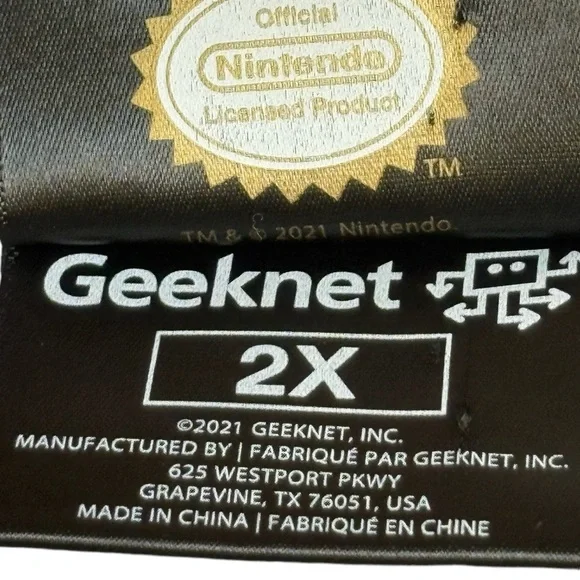 Official
Nintendo
Licensed Product
TM
TM & © 2021 Nintendo.
Geeknet
2X
©2021 GEEKNET, INC.
MANUFACTURED BY | FABRIQUÉ PAR GEEKNET, INC.
625 WESTPORT PKWY
GRAPEVINE, TX 76051, USA
MADE IN CHINA | FABRIQUÉ EN CHINE